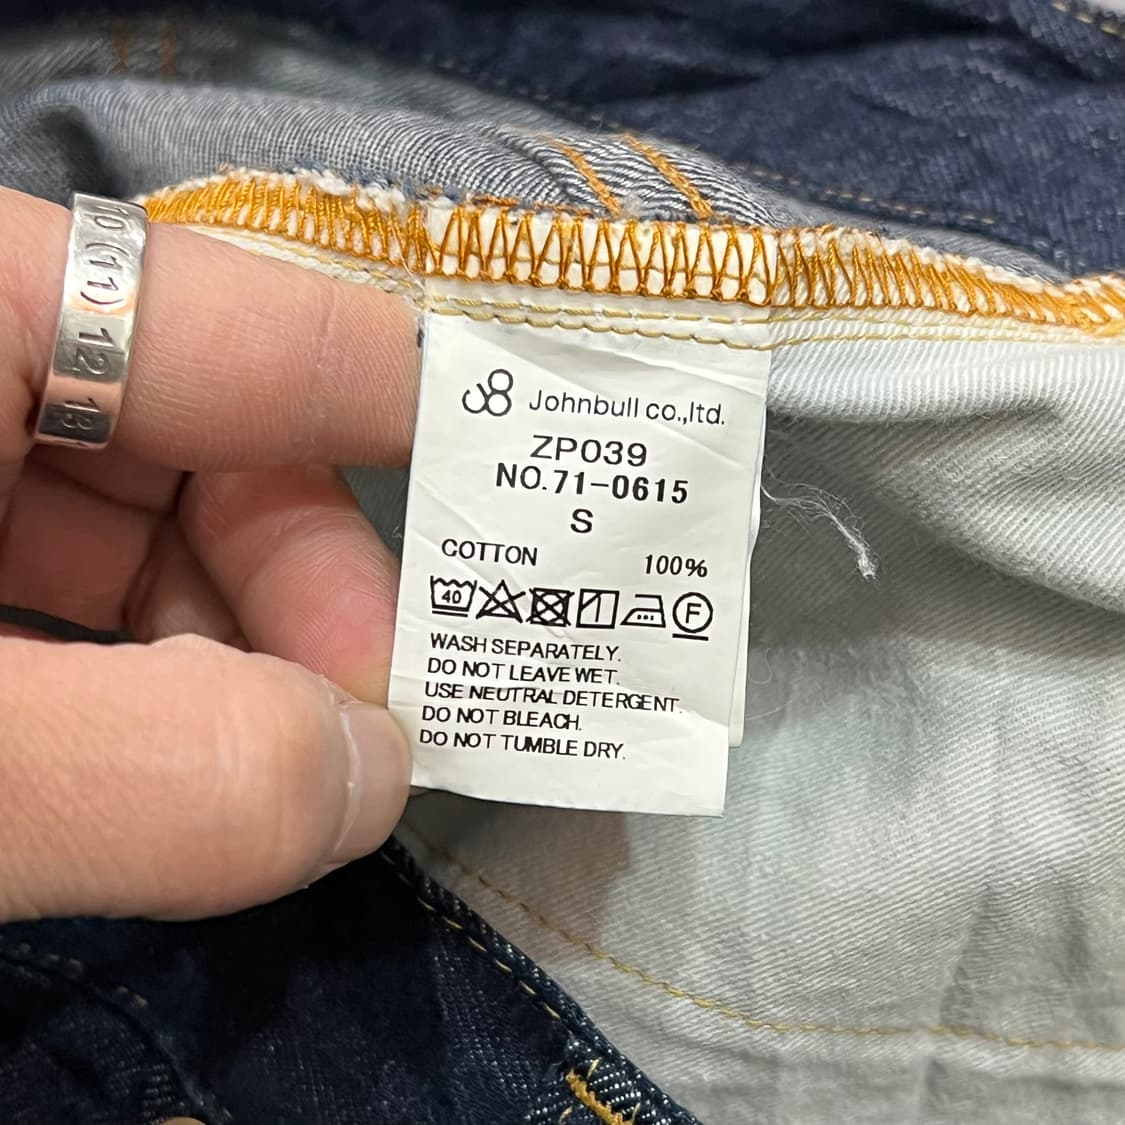 10 (11) 12 13
Johnbull co.,ltd.
ZP039
NO.71-0615
S
COTTON 100%
40 F
WASH SEPARATELY.
DO NOT LEAVE WET.
USE NEUTRAL DETERGENT.
DO NOT BLEACH.
DO NOT TUMBLE DRY.